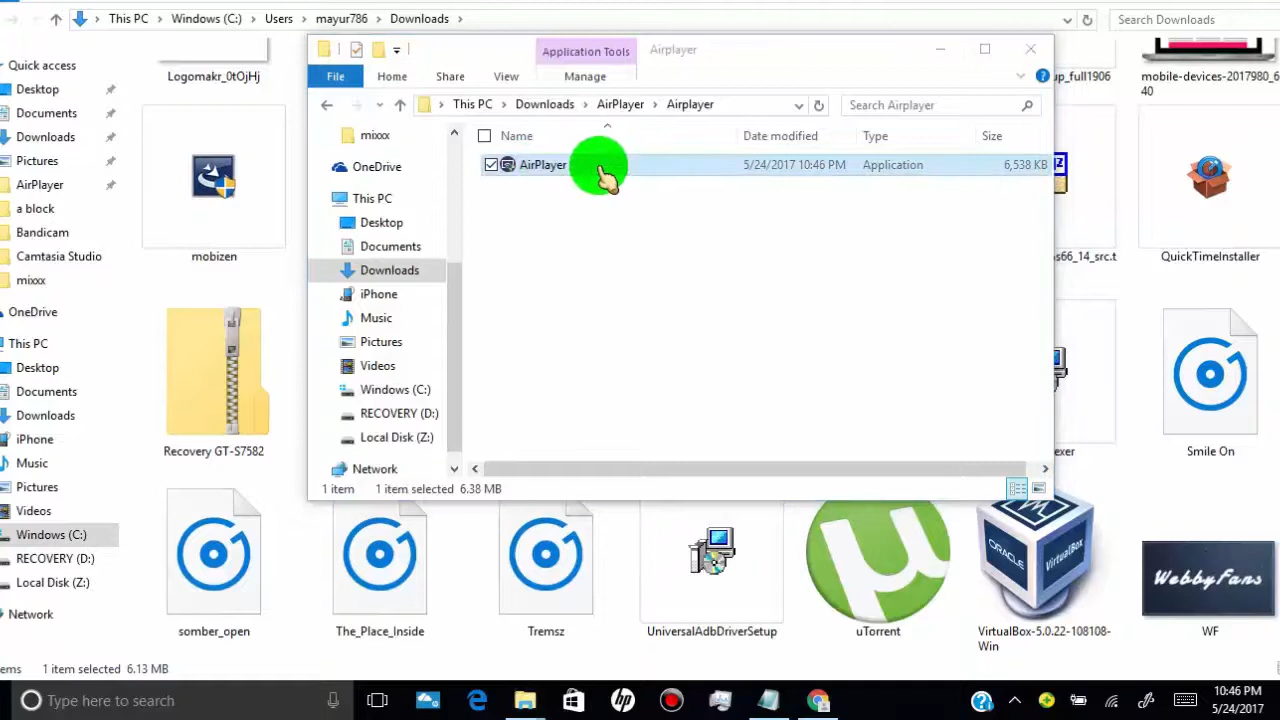 This PC > Windows (C:) > Users > mayur786 > Downloads >
Search Downloads
Application Tools
Airplayer
File
Home
Share
View
Manage
This PC > Downloads > AirPlayer > Airplayer
Search Airplayer
Name
Date modified
Type
Size
AirPlayer
5/24/2017 10:46 PM
Application
6,538 KB
mixxx
OneDrive
This PC
Desktop
Documents
Downloads
iPhone
Music
Pictures
Videos
Windows (C:)
RECOVERY (D:)
Local Disk (Z:)
Network
1 item
1 item selected 6.38 MB
Quick access
Desktop
Documents
Downloads
Pictures
AirPlayer
a block
Bandicam
Camtasia Studio
mixxx
OneDrive
This PC
Desktop
Documents
Downloads
iPhone
Music
Pictures
Videos
Windows (C:)
RECOVERY (D:)
Local Disk (Z:)
Network
Logomakr_0tOjHj
up_full1906
mobile-devices-2017980_6
40
mobizen
ns66_14_src.t
QuickTimeInstaller
Recovery GT-S7582
exer
Smile On
somber_open
The_Place_Inside
Tremsz
UniversalAdbDriverSetup
uTorrent
ORACLE
VirtualBox
VirtualBox-5.0.22-108108-
Win
WebbyFans
WF
ems
1 item selected 6.13 MB
Type here to search
10:46 PM
5/24/2017